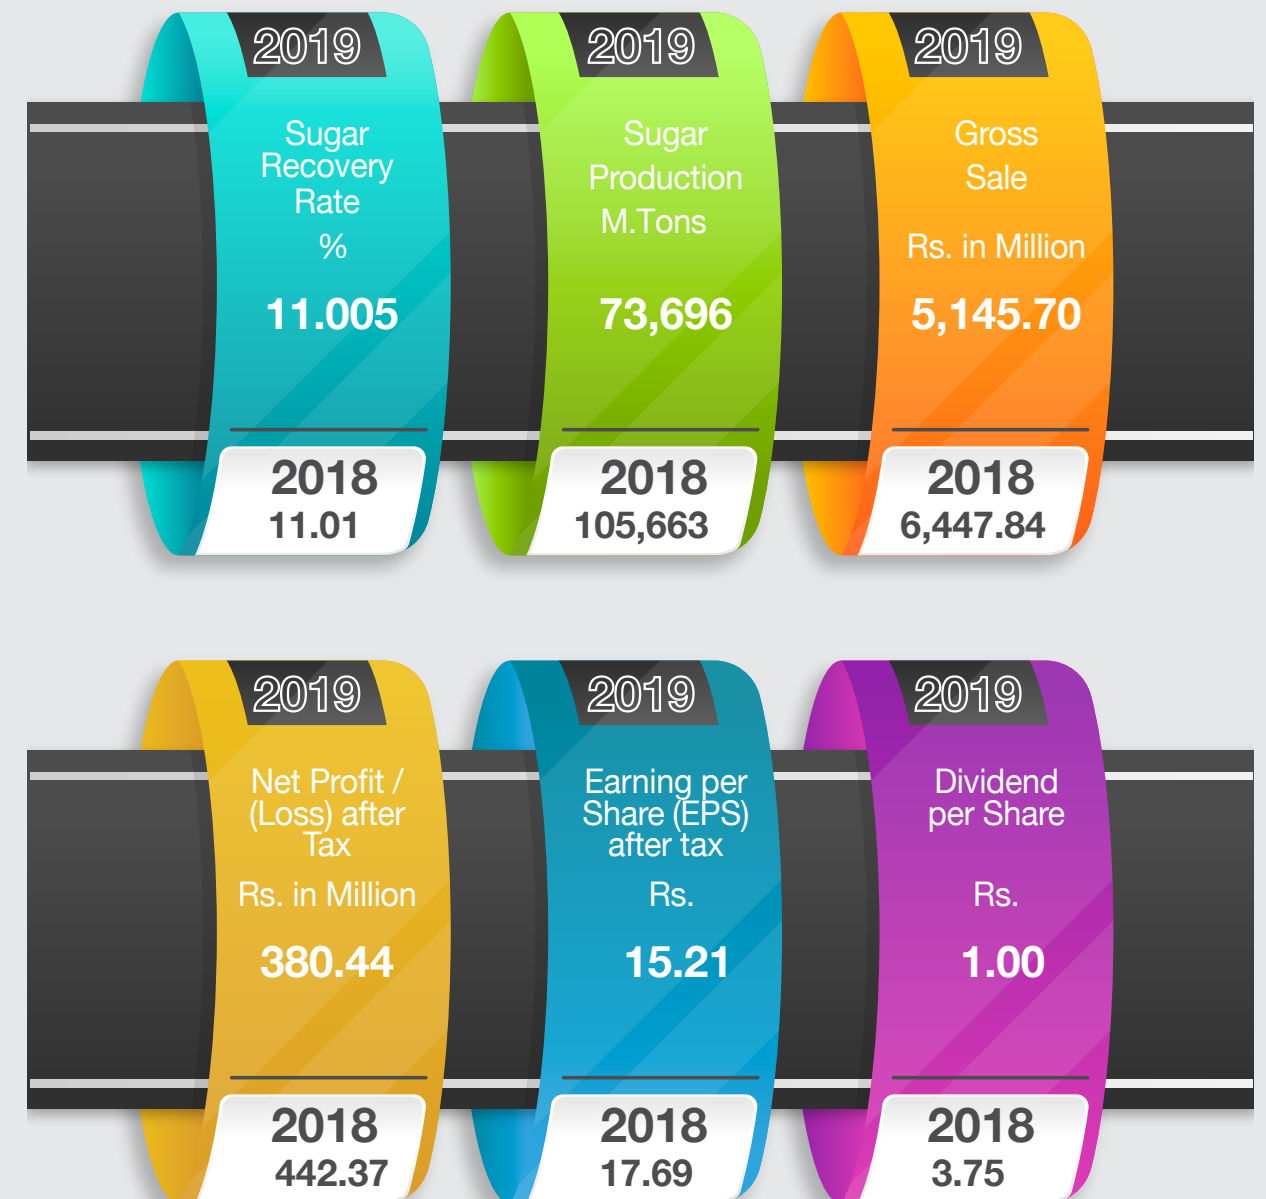 2019
Sugar
Recovery
Rate
%
11.005
2018
11.01
2019
Sugar
Production
M.Tons
73,696
2018
105,663
2019
Gross
Sale
Rs. in Million
5,145.70
2018
6,447.84
2019
Net Profit /
(Loss) after
Tax
Rs. in Million
380.44
2018
442.37
2019
Earning per
Share (EPS)
after tax
Rs.
15.21
2018
17.69
2019
Dividend
per Share
Rs.
1.00
2018
3.75